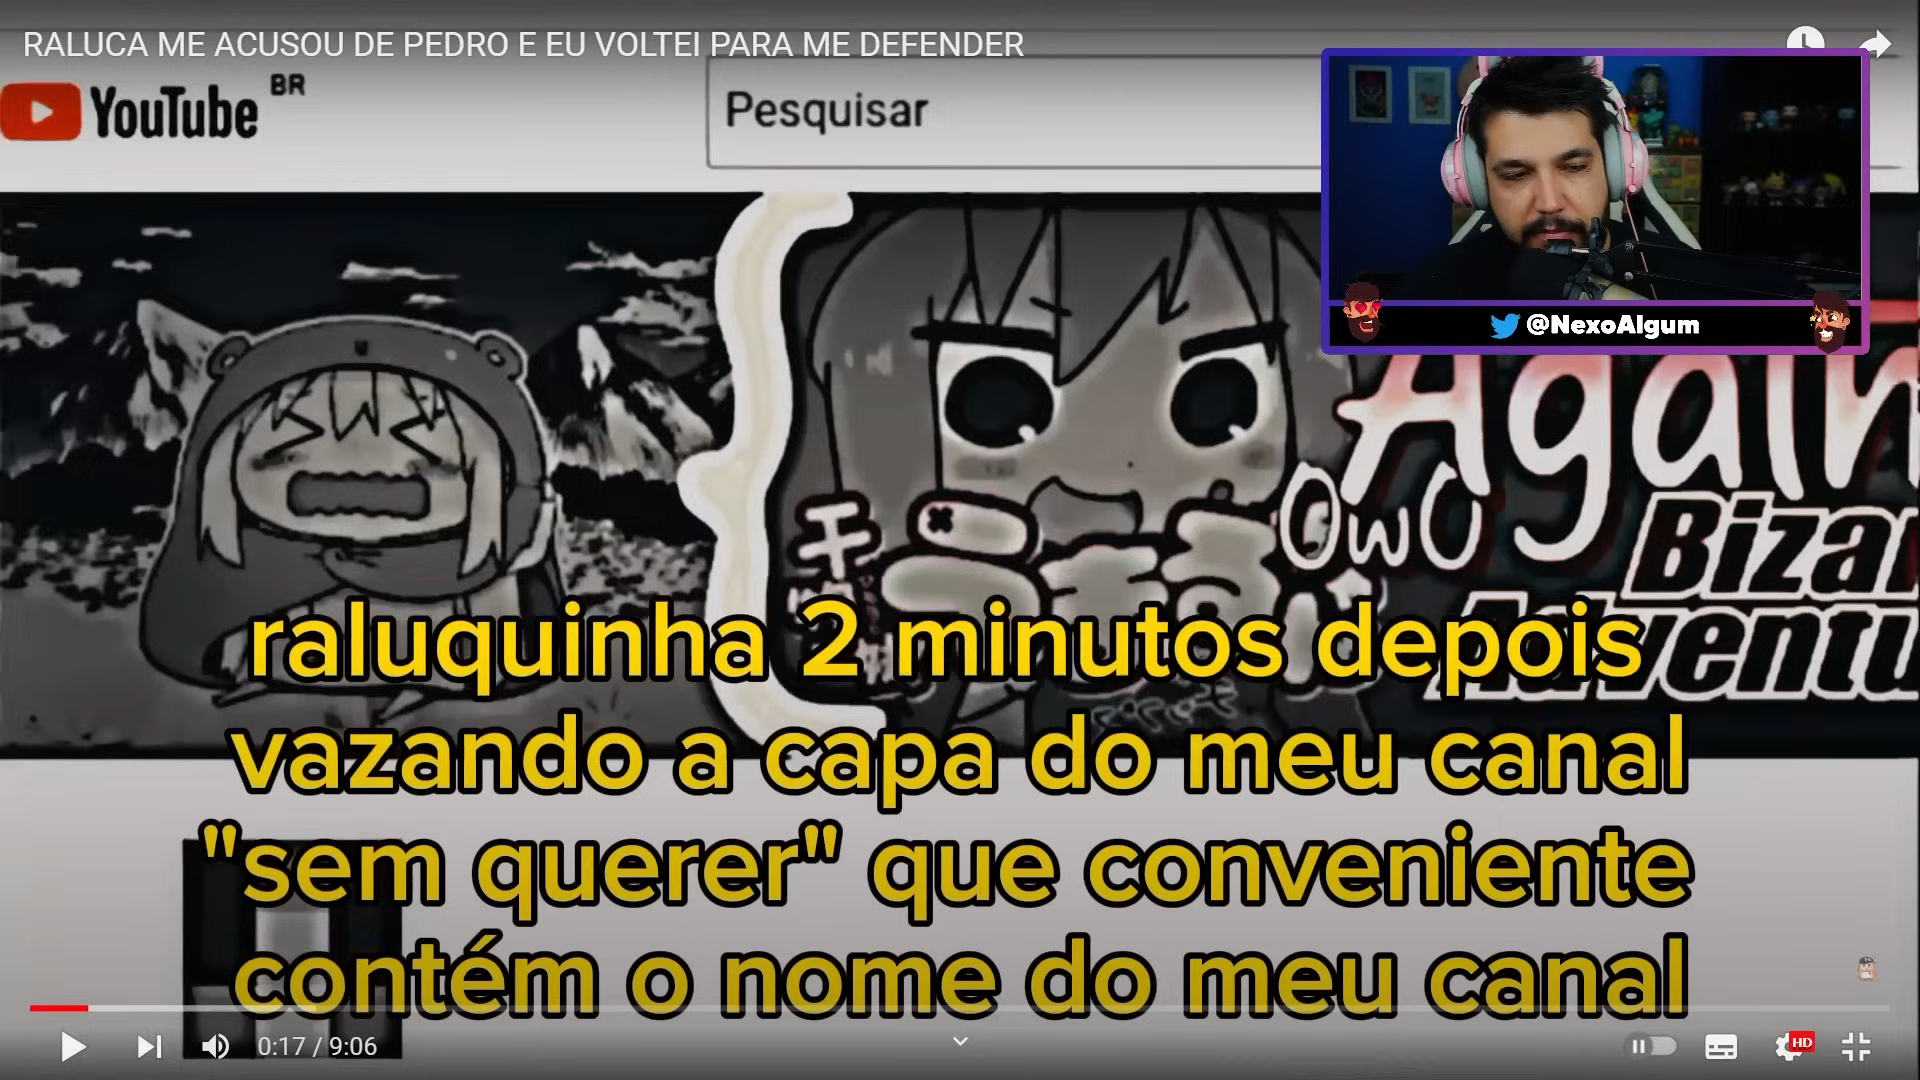 RALUCA ME ACUSOU DE PEDRO E EU VOLTEI PARA ME DEFENDER
YouTube BR
Pesquisar
@NexoAlgum
Again
OwO
Bizar
Adventu
raluquinha 2 minutos depois
vazando a capa do meu canal
"sem querer" que conveniente
contém o nome do meu canal
0:17 / 9:06
HD